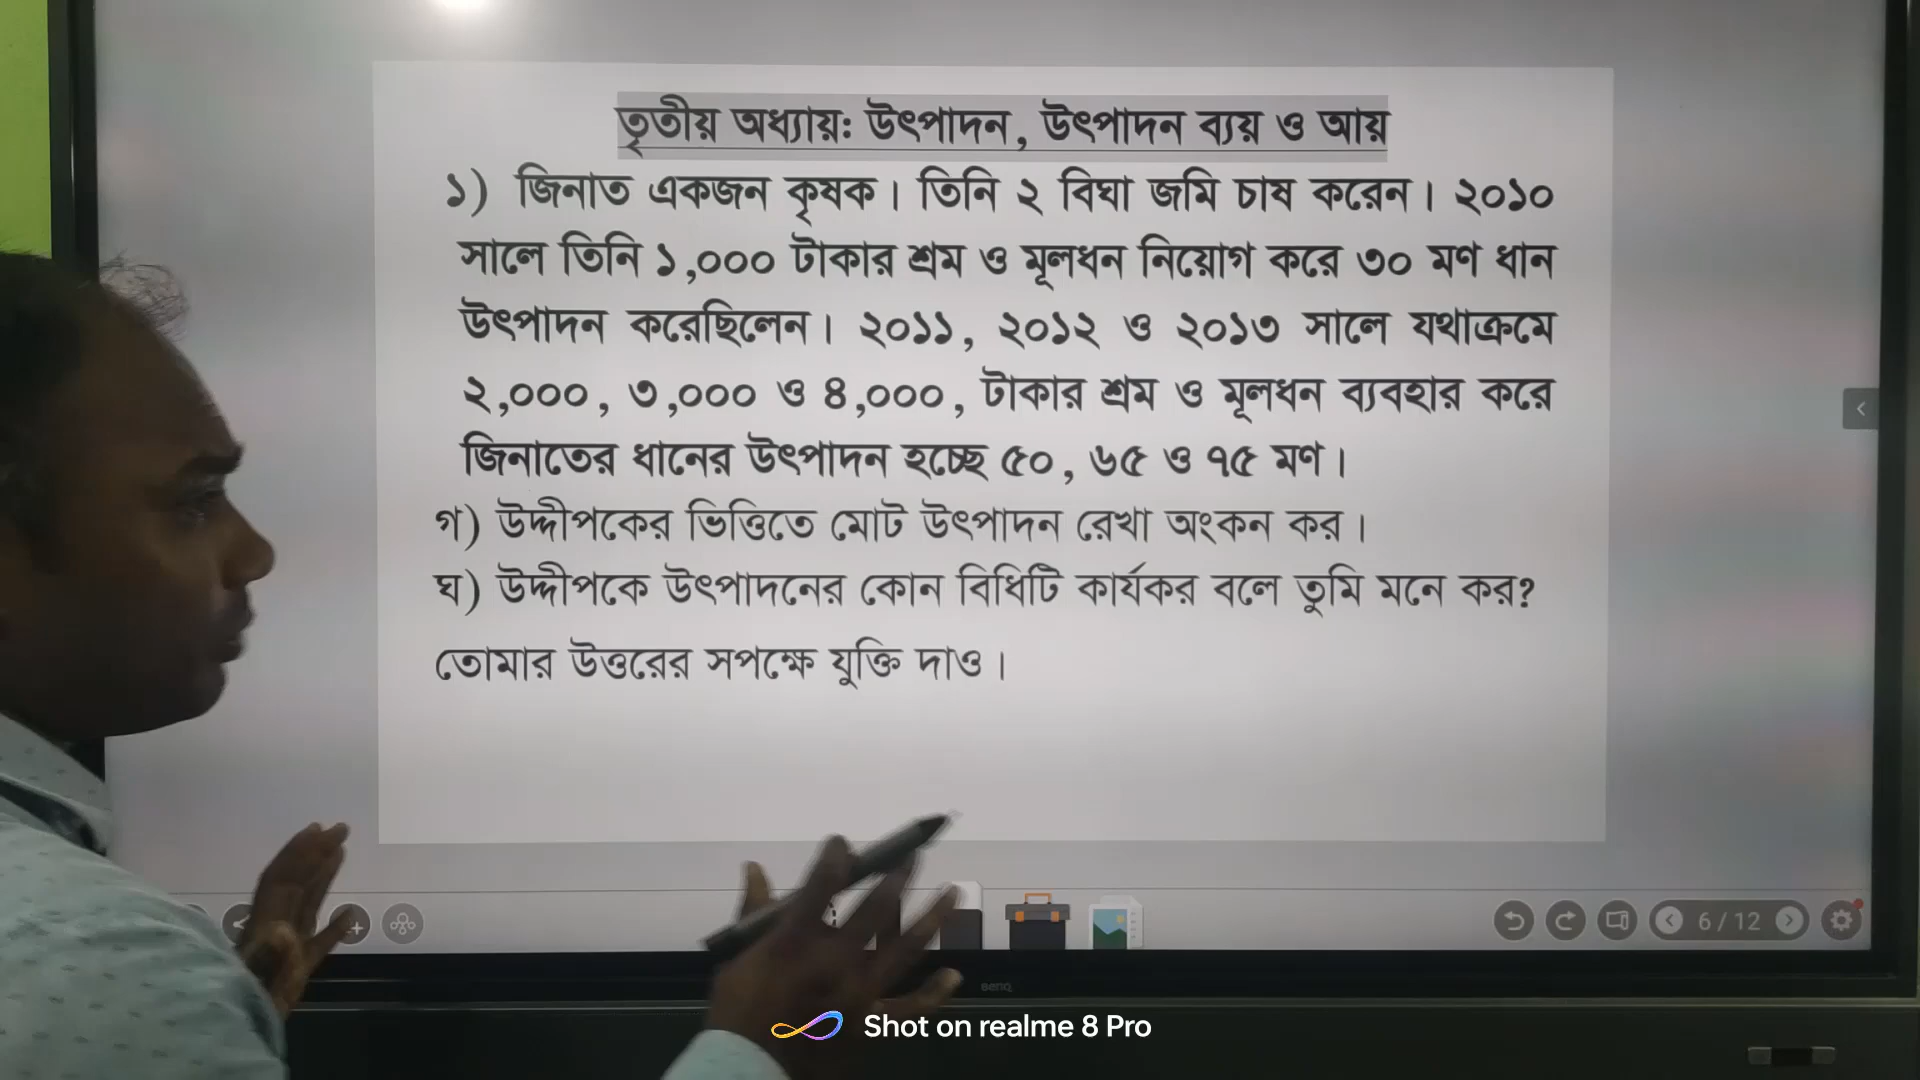 তৃতীয় অধ্যায়ঃ উৎপাদন, উৎপাদন ব্যয় ও আয়
১) জিনাত একজন কৃষক। তিনি ২ বিঘা জমি চাষ করেন। ২০১০
সালে তিনি ১,০০০ টাকার শ্রম ও মূলধন নিয়োগ করে ৩০ মণ ধান
উৎপাদন করেছিলেন। ২০১১, ২০১২ ও ২০১৩ সালে যথাক্রমে
২,০০০, ৩,০০০ ও ৪,০০০, টাকার শ্রম ও মূলধন ব্যবহার করে
জিনাতের ধানের উৎপাদন হচ্ছে ৫০, ৬৫ ও ৭৫ মণ।
গ) উদ্দীপকের ভিত্তিতে মোট উৎপাদন রেখা অংকন কর।
ঘ) উদ্দীপকে উৎপাদনের কোন বিধিটি কার্যকর বলে তুমি মনে কর?
তোমার উত্তরের সপক্ষে যুক্তি দাও।
6 / 12
BenQ
Shot on realme 8 Pro